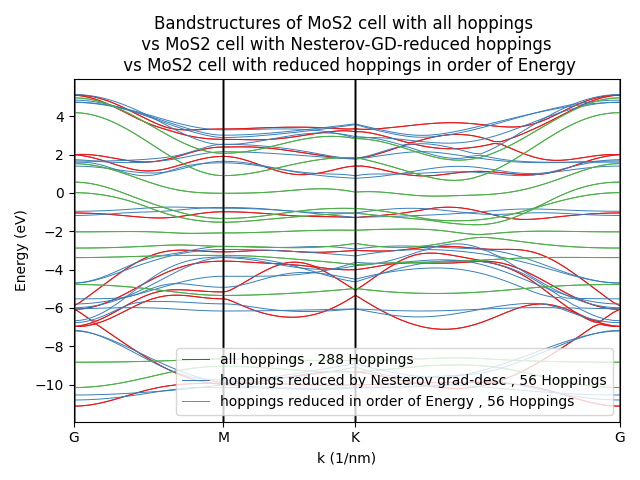 Bandstructures of MoS2 cell with all hoppings
vs MoS2 cell with Nesterov-GD-reduced hoppings
vs MoS2 cell with reduced hoppings in order of Energy
Energy (eV)
4
2
0
−2
−4
−6
−8
−10
all hoppings , 288 Hoppings
hoppings reduced by Nesterov grad-desc , 56 Hoppings
hoppings reduced in order of Energy , 56 Hoppings
G M K G
k (1/nm)